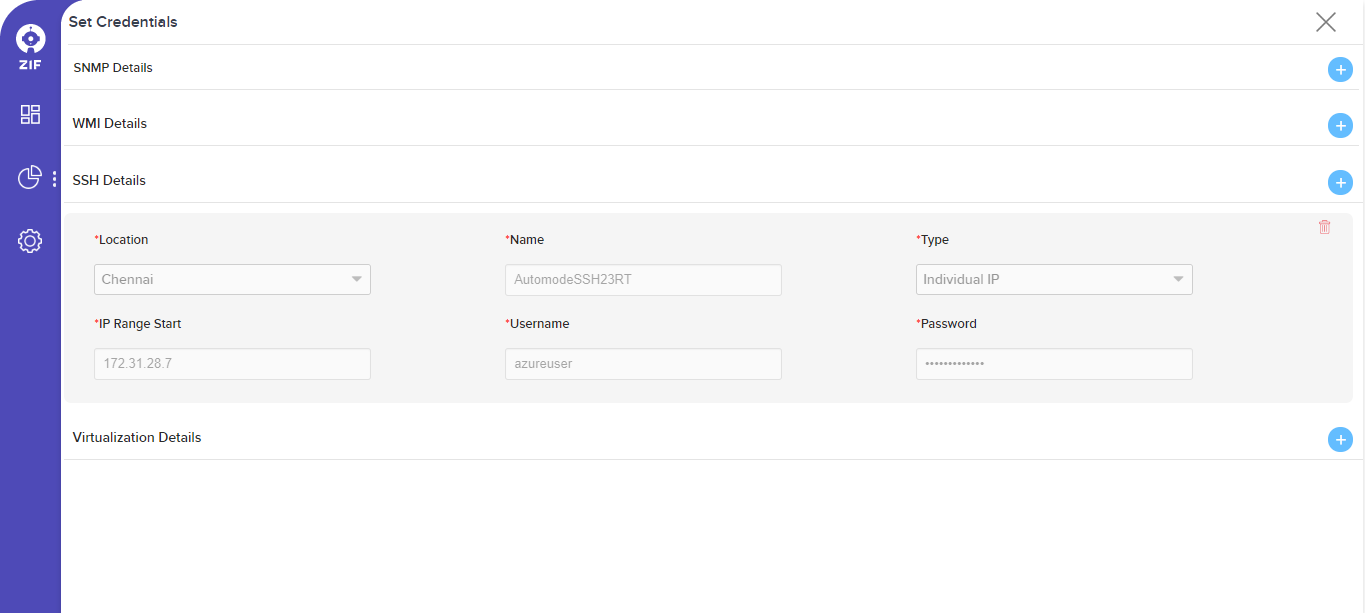 Set Credentials
ZIF
SNMP Details
WMI Details
SSH Details
*Location *Name *Type
Chennai AutomodeSSH23RT Individual IP
*IP Range Start *Username *Password
172.31.28.7 azureuser •••••••••••••
Virtualization Details